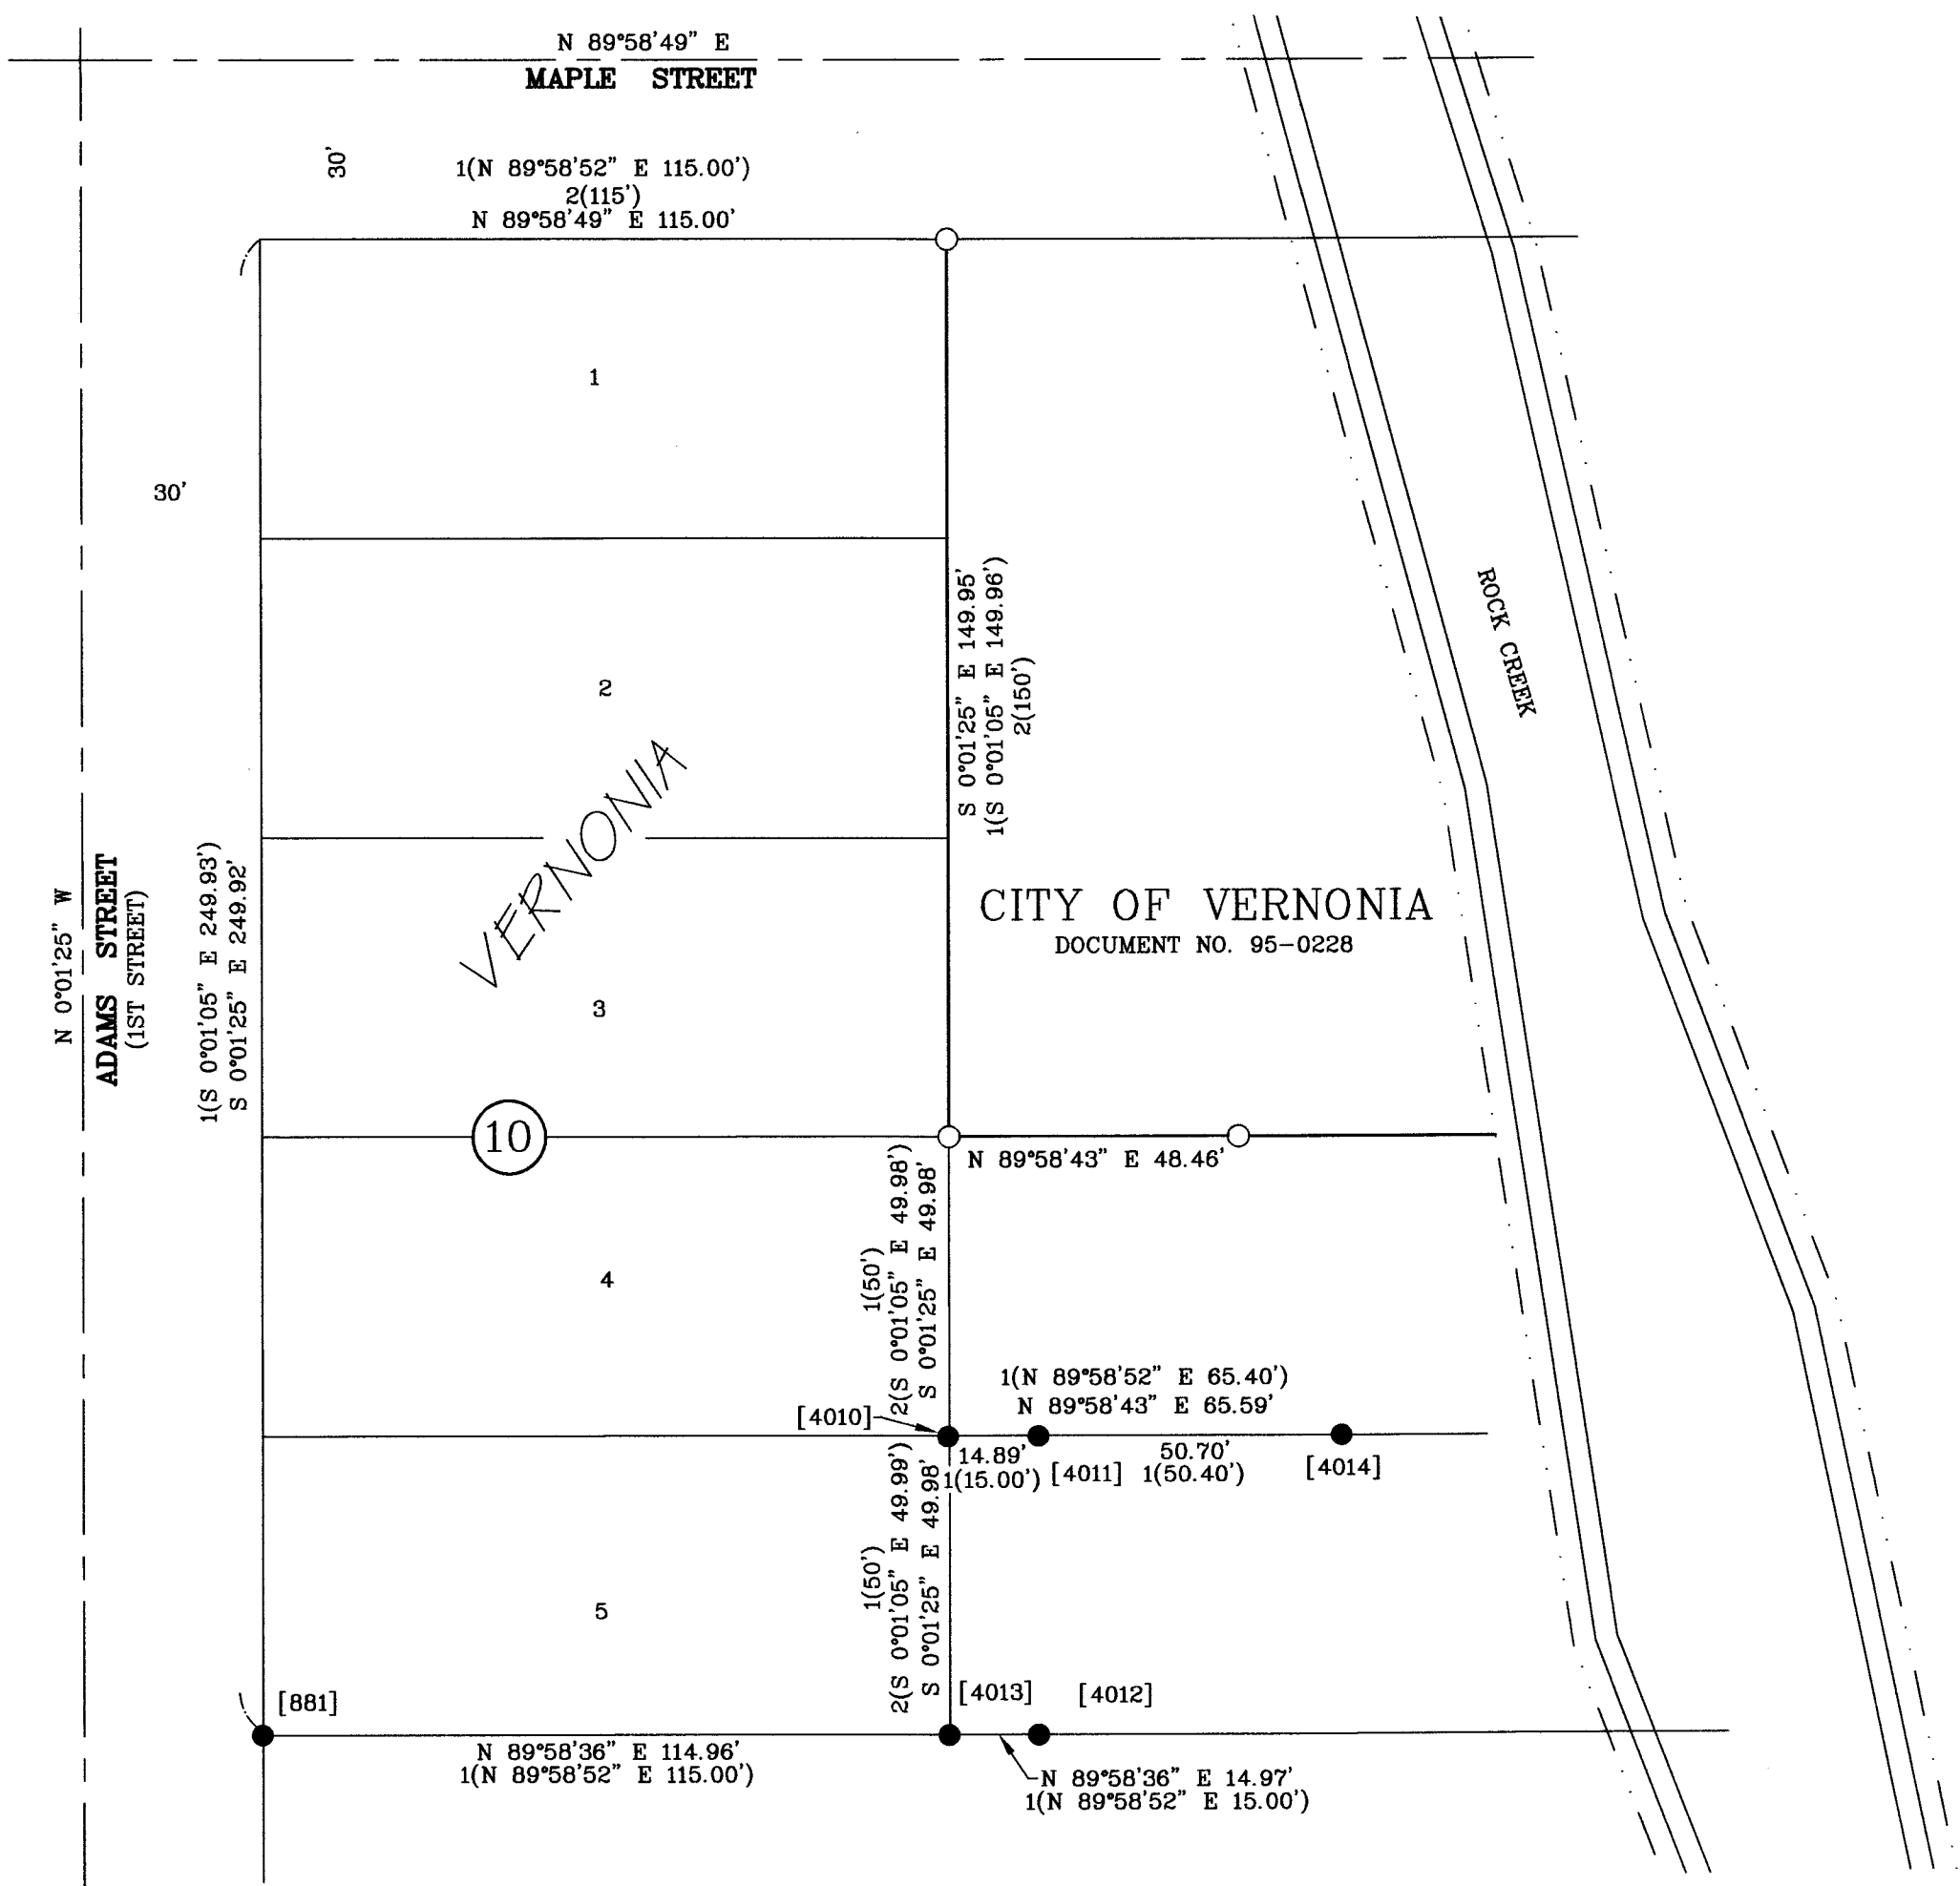 N 89°58'49" E
MAPLE STREET
30'
1(N 89°58'52" E 115.00')
2(115')
N 89°58'49" E 115.00'
1
30'
2
S 0°01'25" E 149.95'
1(S 0°01'05" E 149.96')
2(150')
ROCK CREEK
VERNONIA
N 0°01'25" W
ADAMS STREET
(1ST STREET)
1(S 0°01'05" E 249.93')
S 0°01'25" E 249.92'
CITY OF VERNONIA
DOCUMENT NO. 95-0228
3
10
N 89°58'43" E 48.46'
1(50')
2(S 0°01'05" E 49.98')
S 0°01'25" E 49.98'
4
1(N 89°58'52" E 65.40')
N 89°58'43" E 65.59'
[4010]
14.89'
1(15.00')
[4011]
50.70'
1(50.40')
[4014]
1(50')
2(S 0°01'05" E 49.99')
S 0°01'25" E 49.98'
5
[881]
[4013]
[4012]
N 89°58'36" E 114.96'
1(N 89°58'52" E 115.00')
N 89°58'36" E 14.97'
1(N 89°58'52" E 15.00')